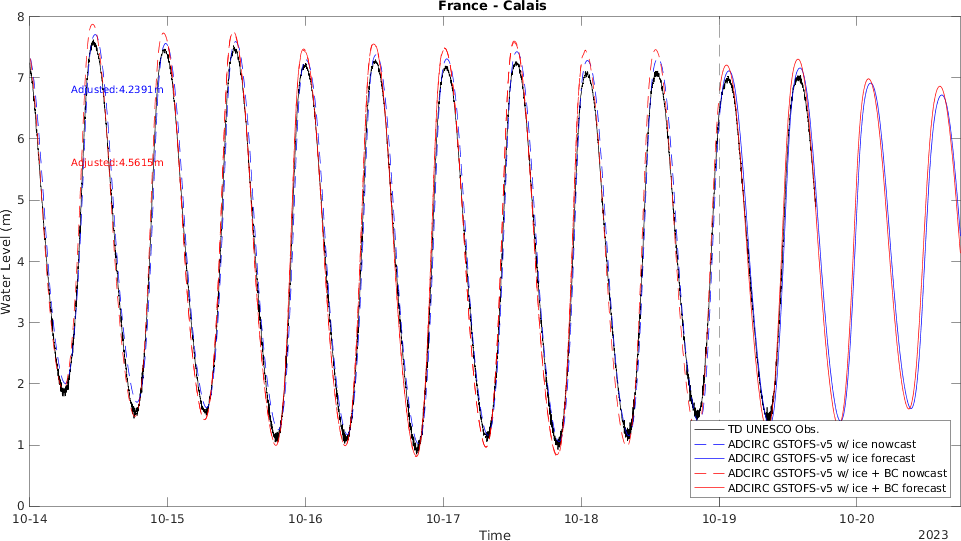 France - Calais
8
7
6
5
4
3
2
1
0
Water Level (m)
Adjusted:4.2391m
Adjusted:4.5615m
TD UNESCO Obs.
ADCIRC GSTOFS-v5 w/ ice nowcast
ADCIRC GSTOFS-v5 w/ ice forecast
ADCIRC GSTOFS-v5 w/ ice + BC nowcast
ADCIRC GSTOFS-v5 w/ ice + BC forecast
10-14 10-15 10-16 10-17 10-18 10-19 10-20
Time
2023